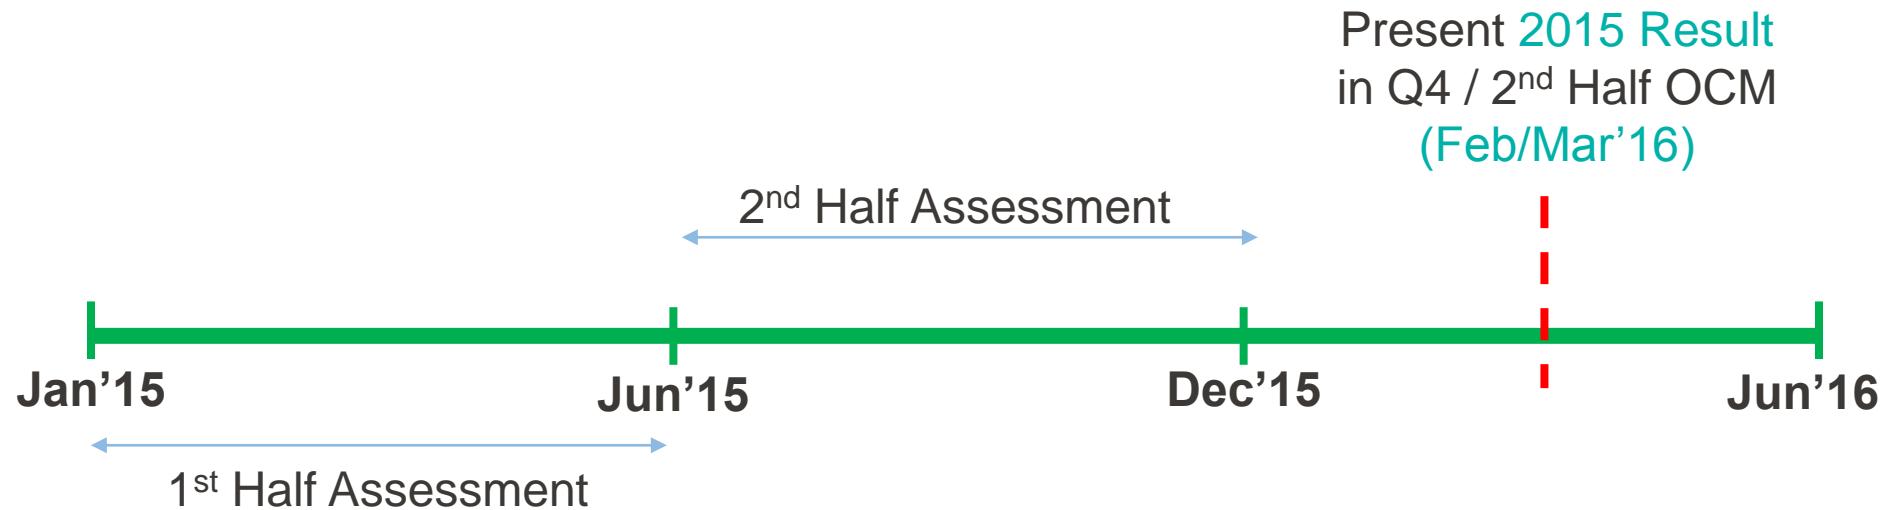 Present 2015 Result
in Q4 / 2nd Half OCM
(Feb/Mar’16)
2nd Half Assessment
Jan’15
Jun’15
Dec’15
Jun’16
1st Half Assessment